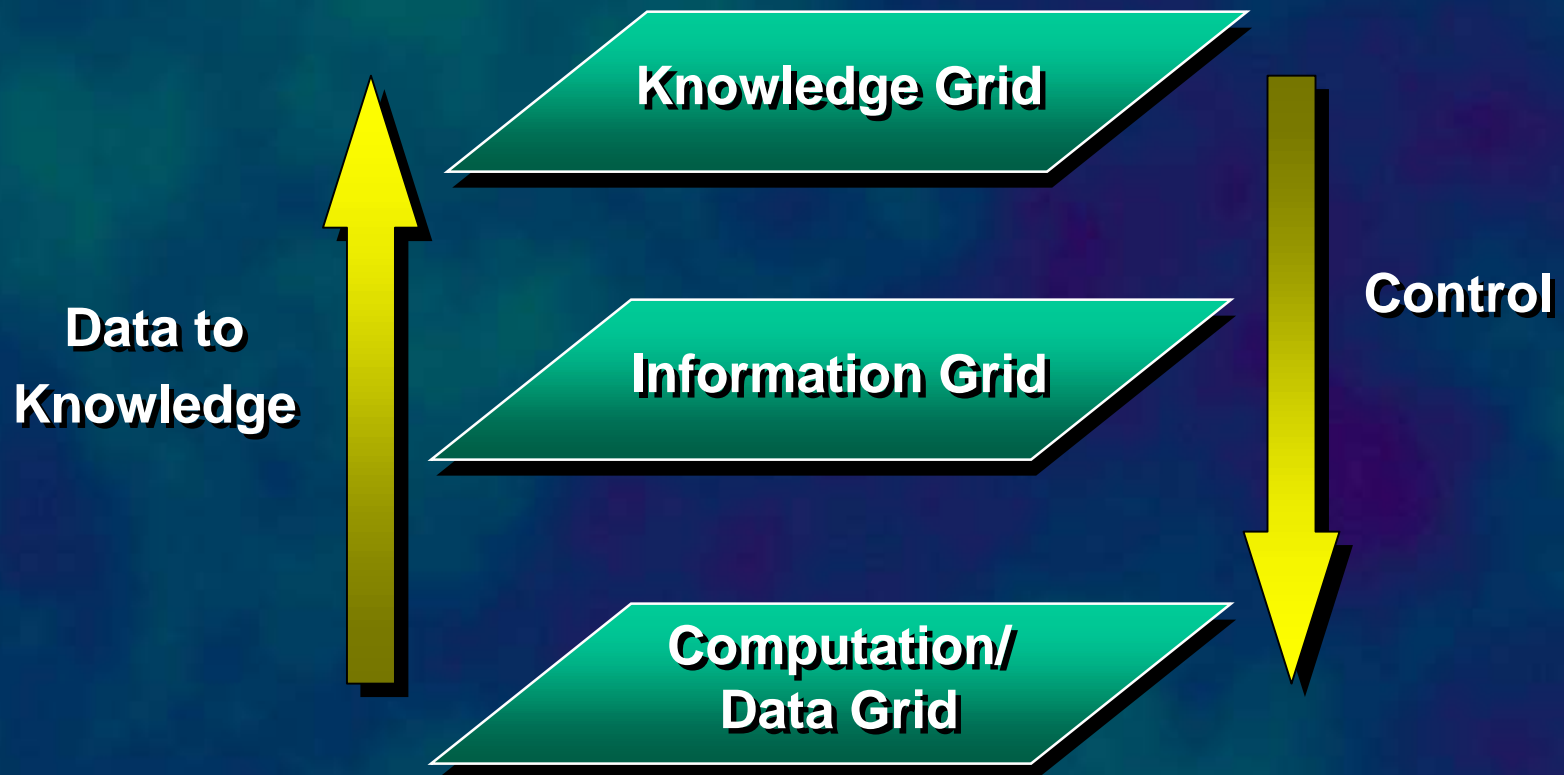 Knowledge Grid
Data to
Knowledge
Information Grid
Control
Computation/
Data Grid